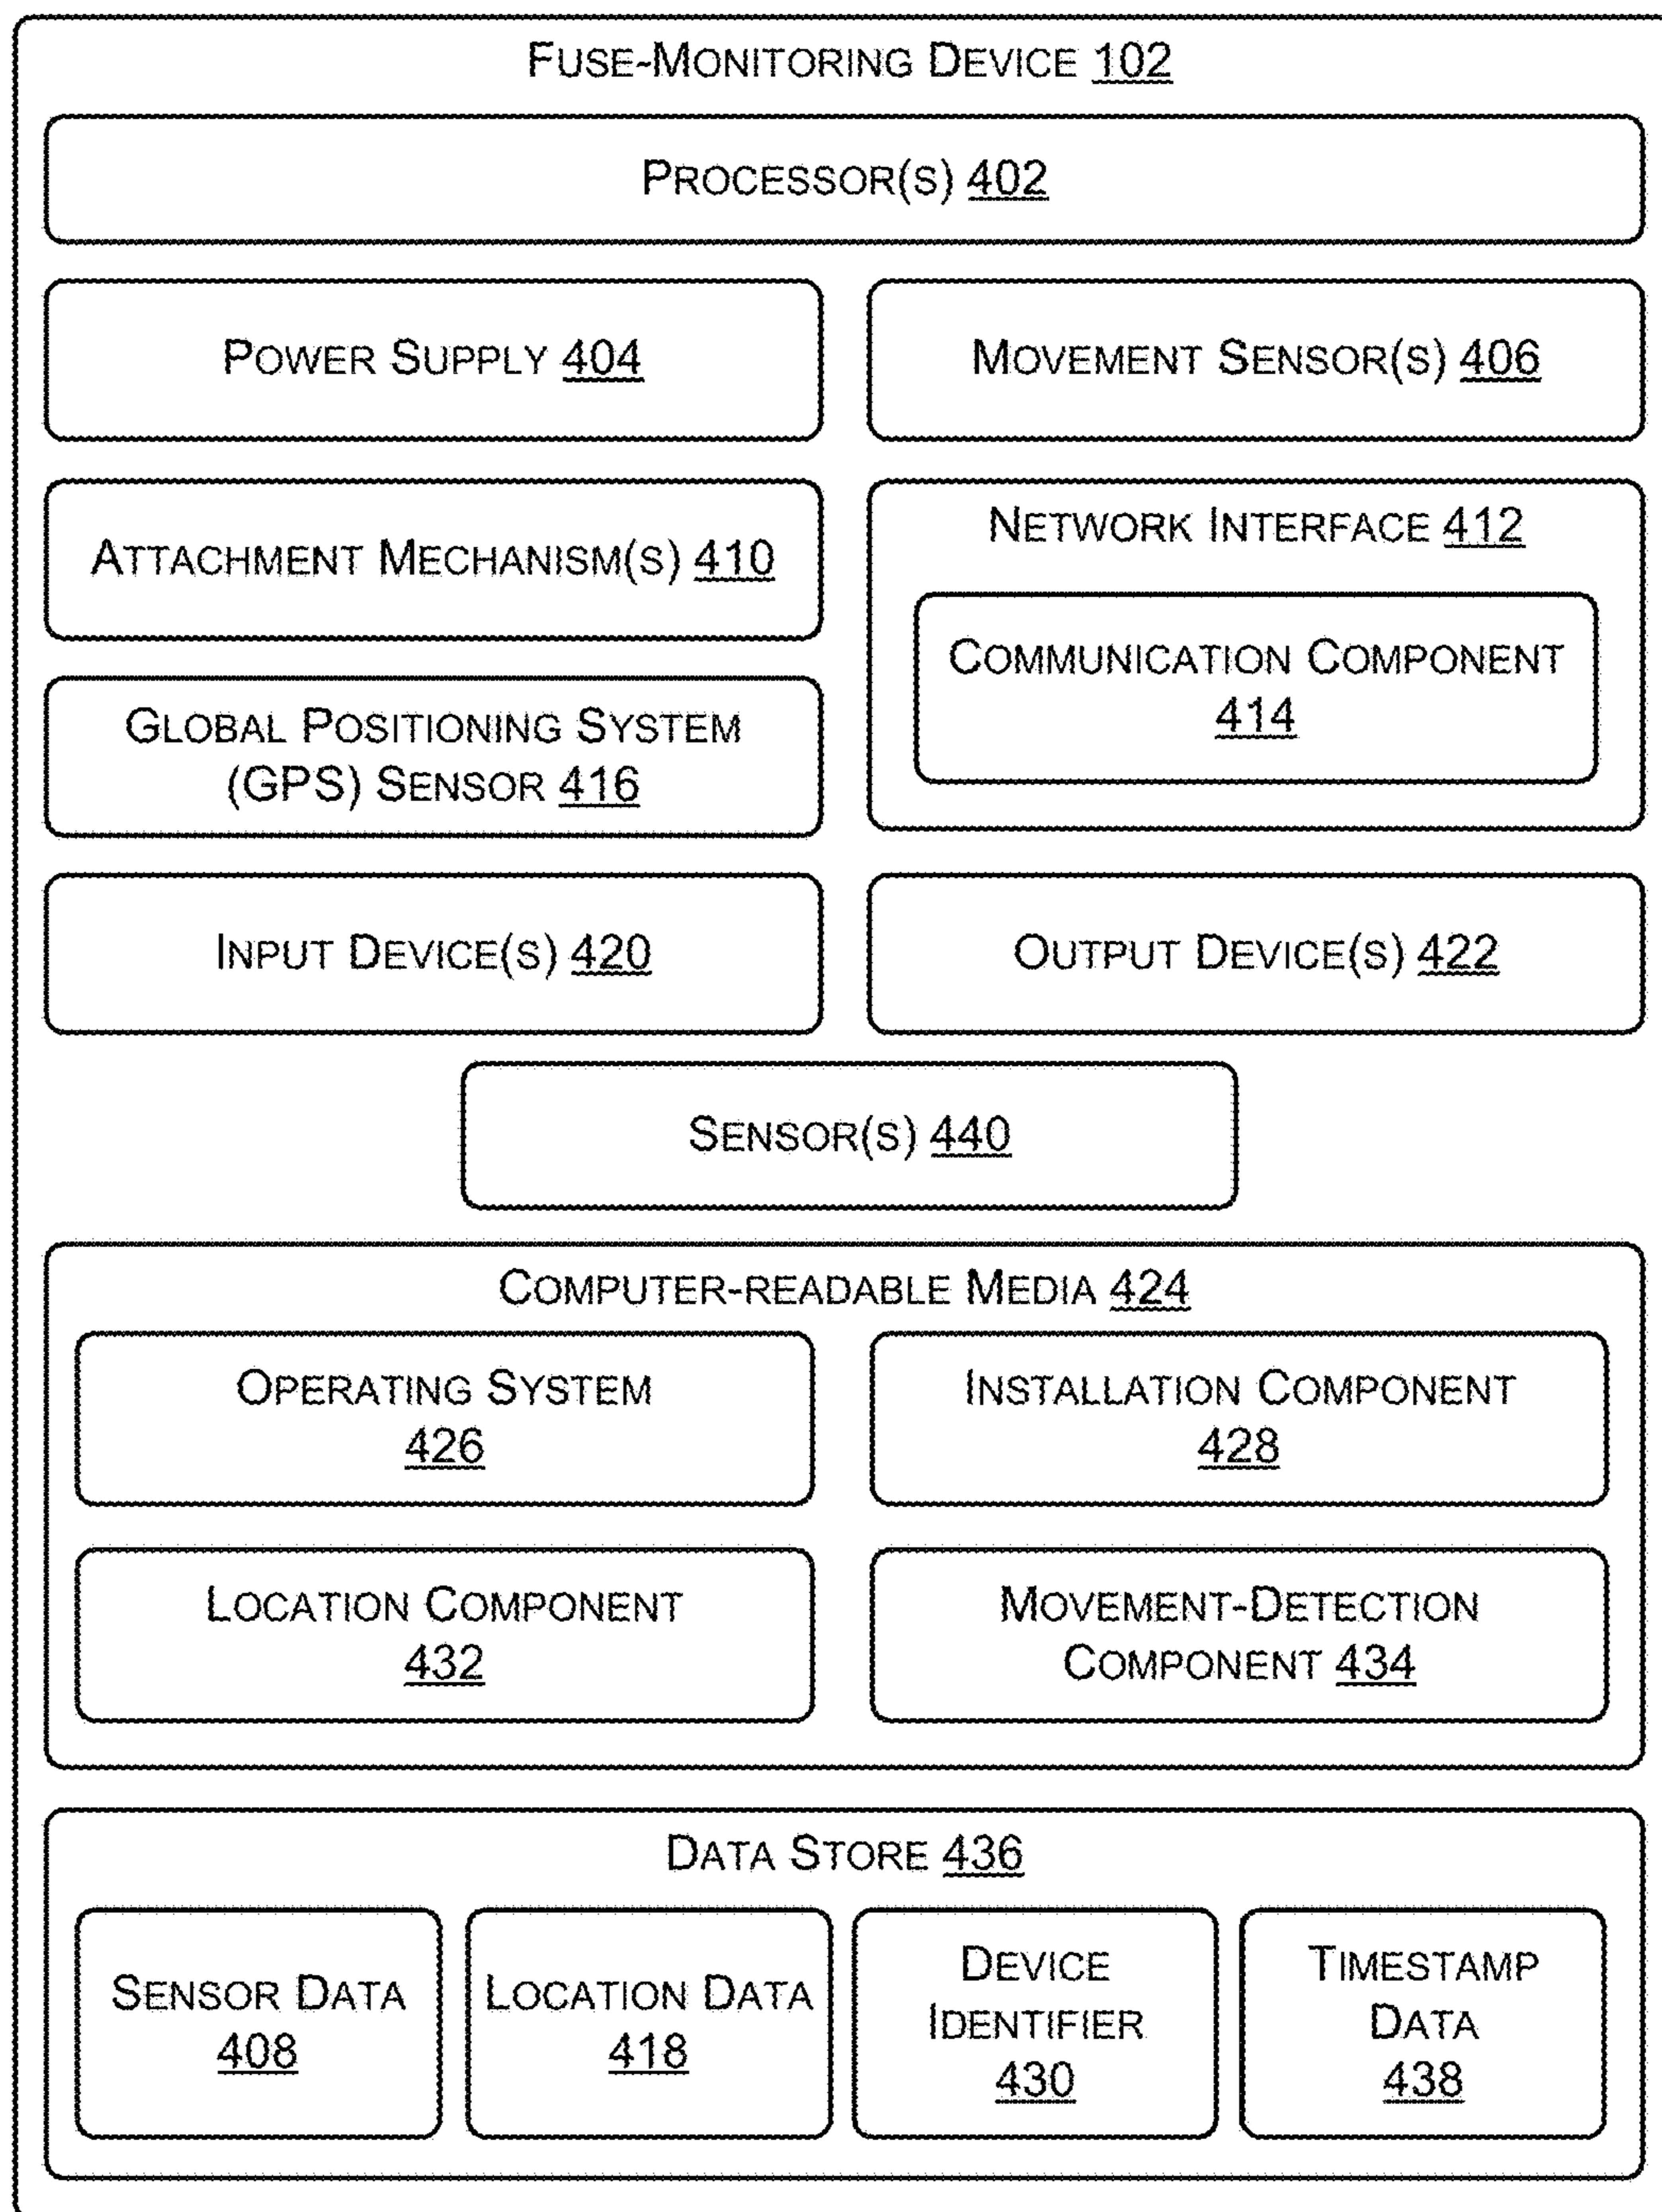 FUSE-MONITORING DEVICE 102
PROCESSOR(S) 402
POWER SUPPLY 404
MOVEMENT SENSOR(S) 406
ATTACHMENT MECHANISM(S) 410
NETWORK INTERFACE 412
COMMUNICATION COMPONENT
414
GLOBAL POSITIONING SYSTEM
(GPS) SENSOR 416
INPUT DEVICE(S) 420
OUTPUT DEVICE(S) 422
SENSOR(S) 440
COMPUTER-READABLE MEDIA 424
OPERATING SYSTEM
426
INSTALLATION COMPONENT
428
LOCATION COMPONENT
432
MOVEMENT-DETECTION
COMPONENT 434
DATA STORE 436
SENSOR DATA
408
LOCATION DATA
418
DEVICE
IDENTIFIER
430
TIMESTAMP
DATA
438